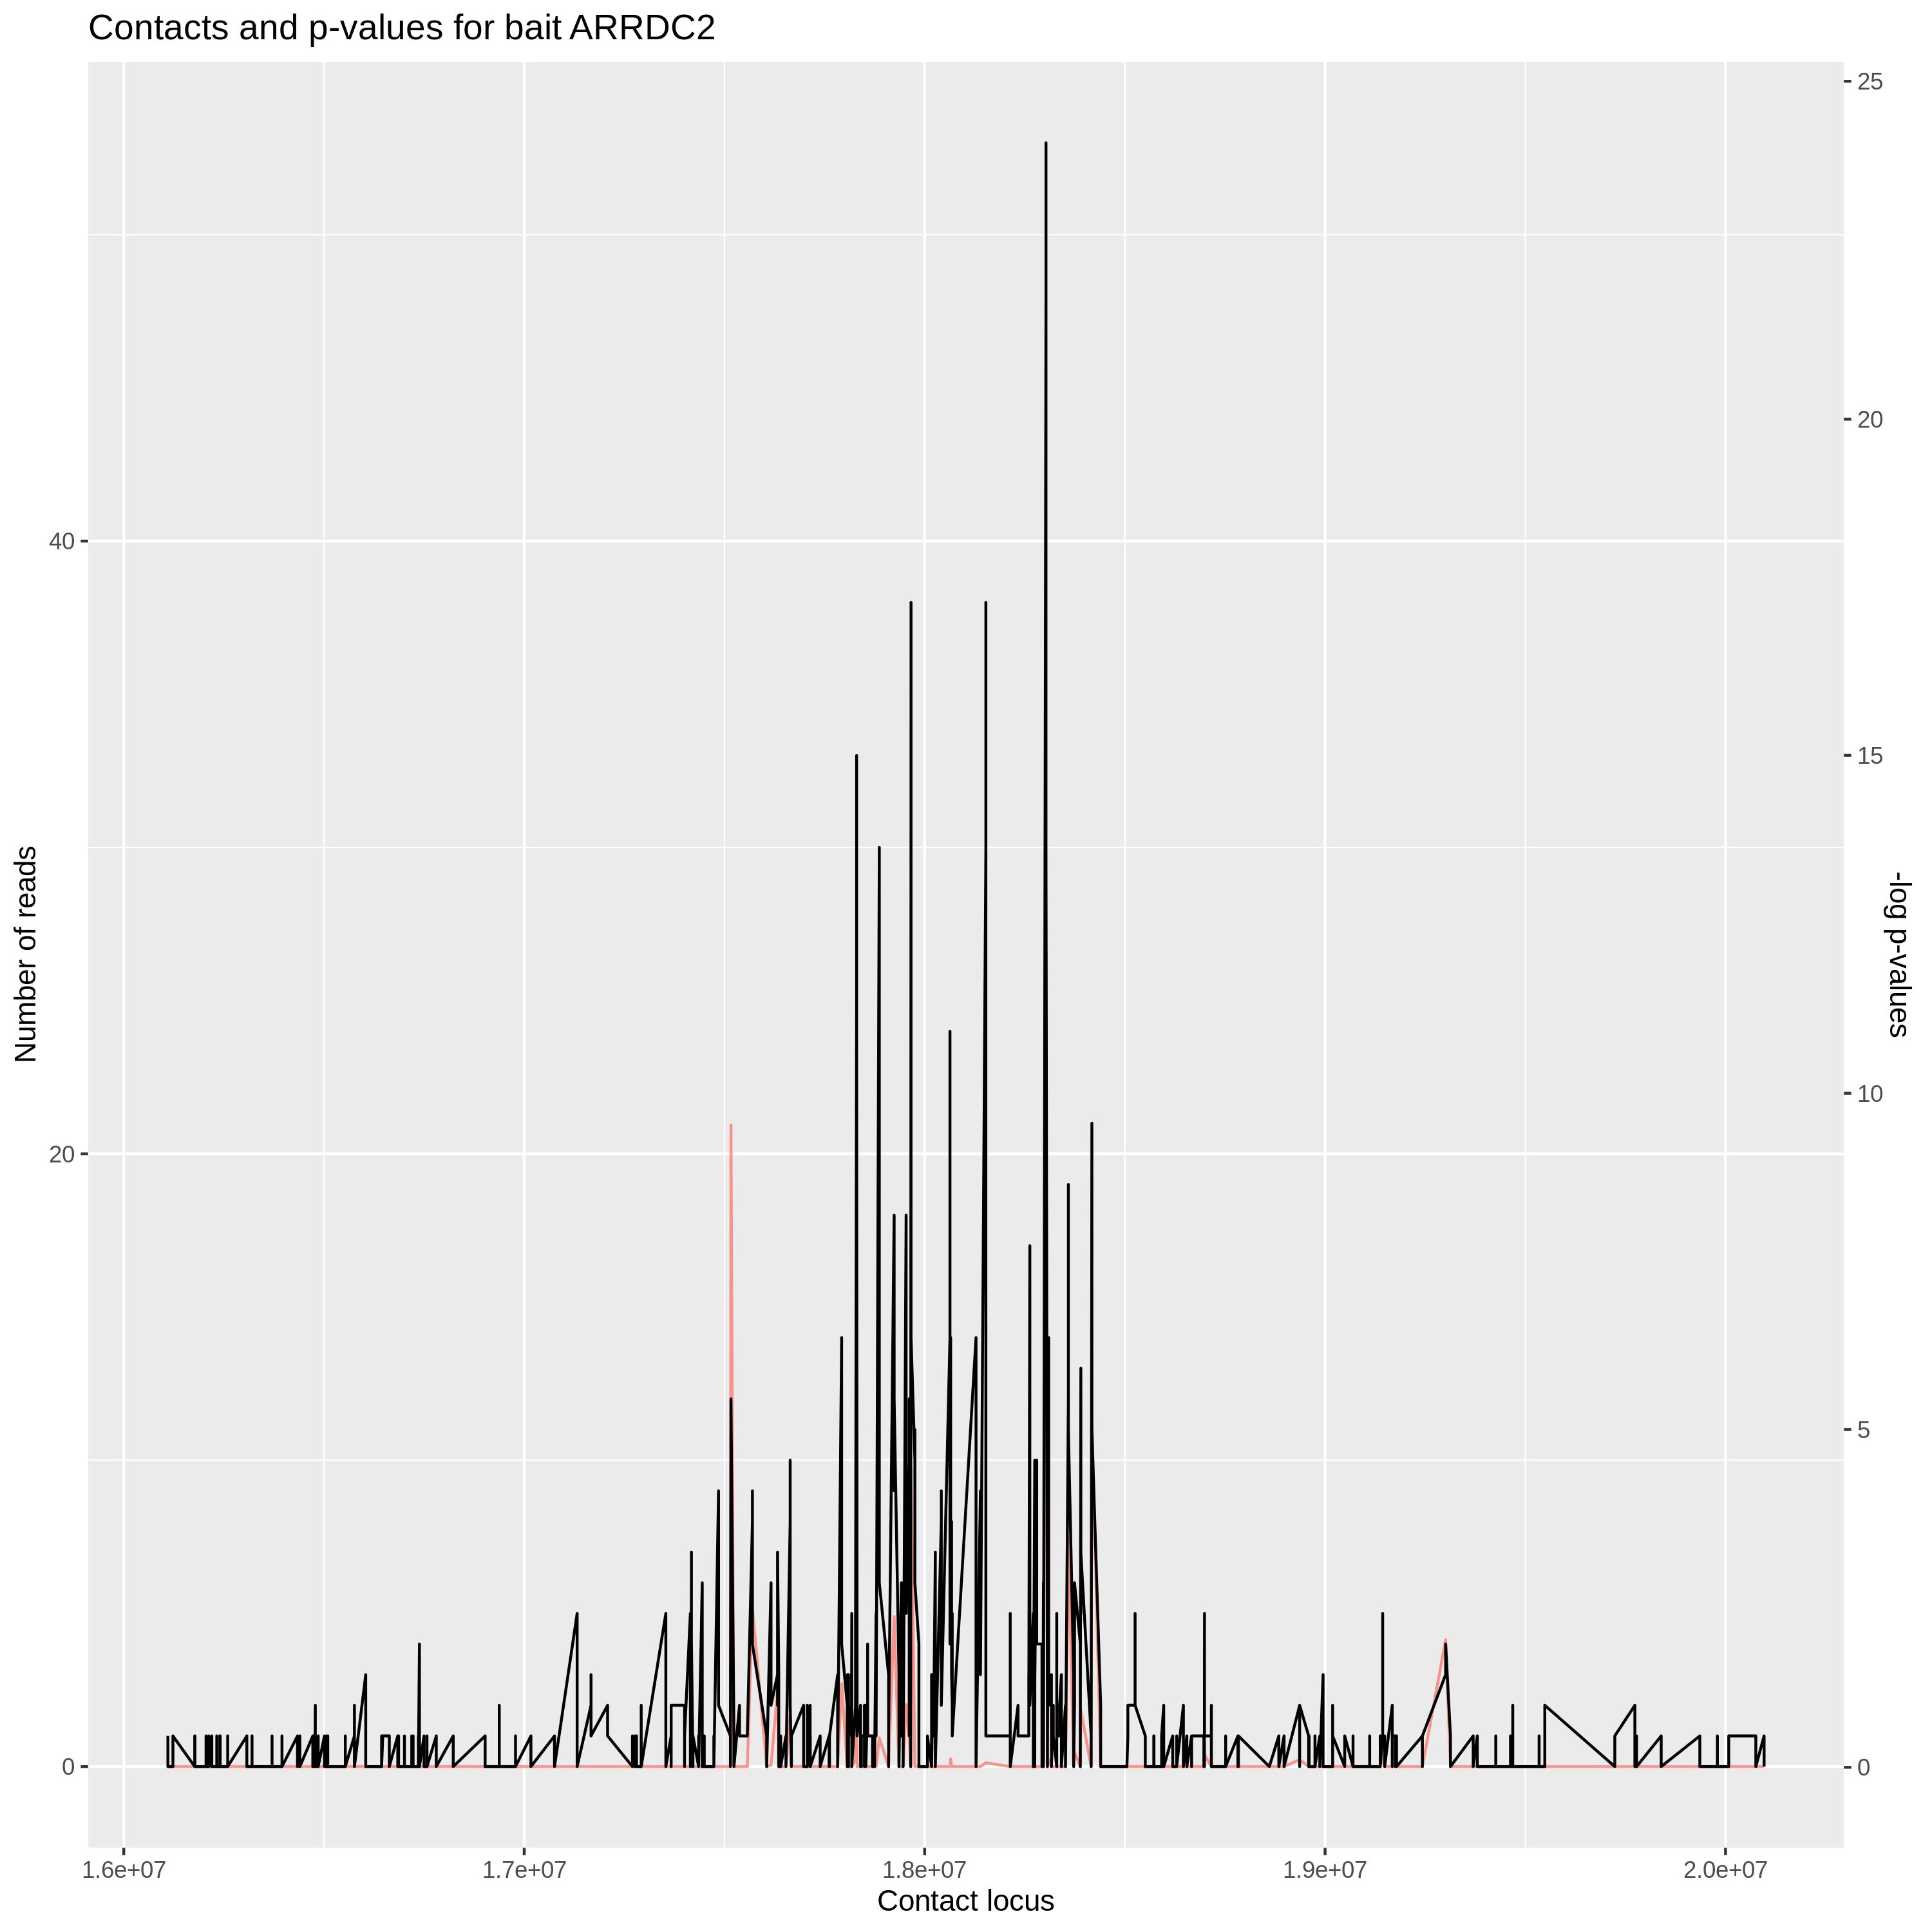 Contacts and p-values for bait ARRDC2
Number of reads
40
20
0
25
20
15
10
5
0
-log p-values
1.6e+07 1.7e+07 1.8e+07 1.9e+07 2.0e+07
Contact locus